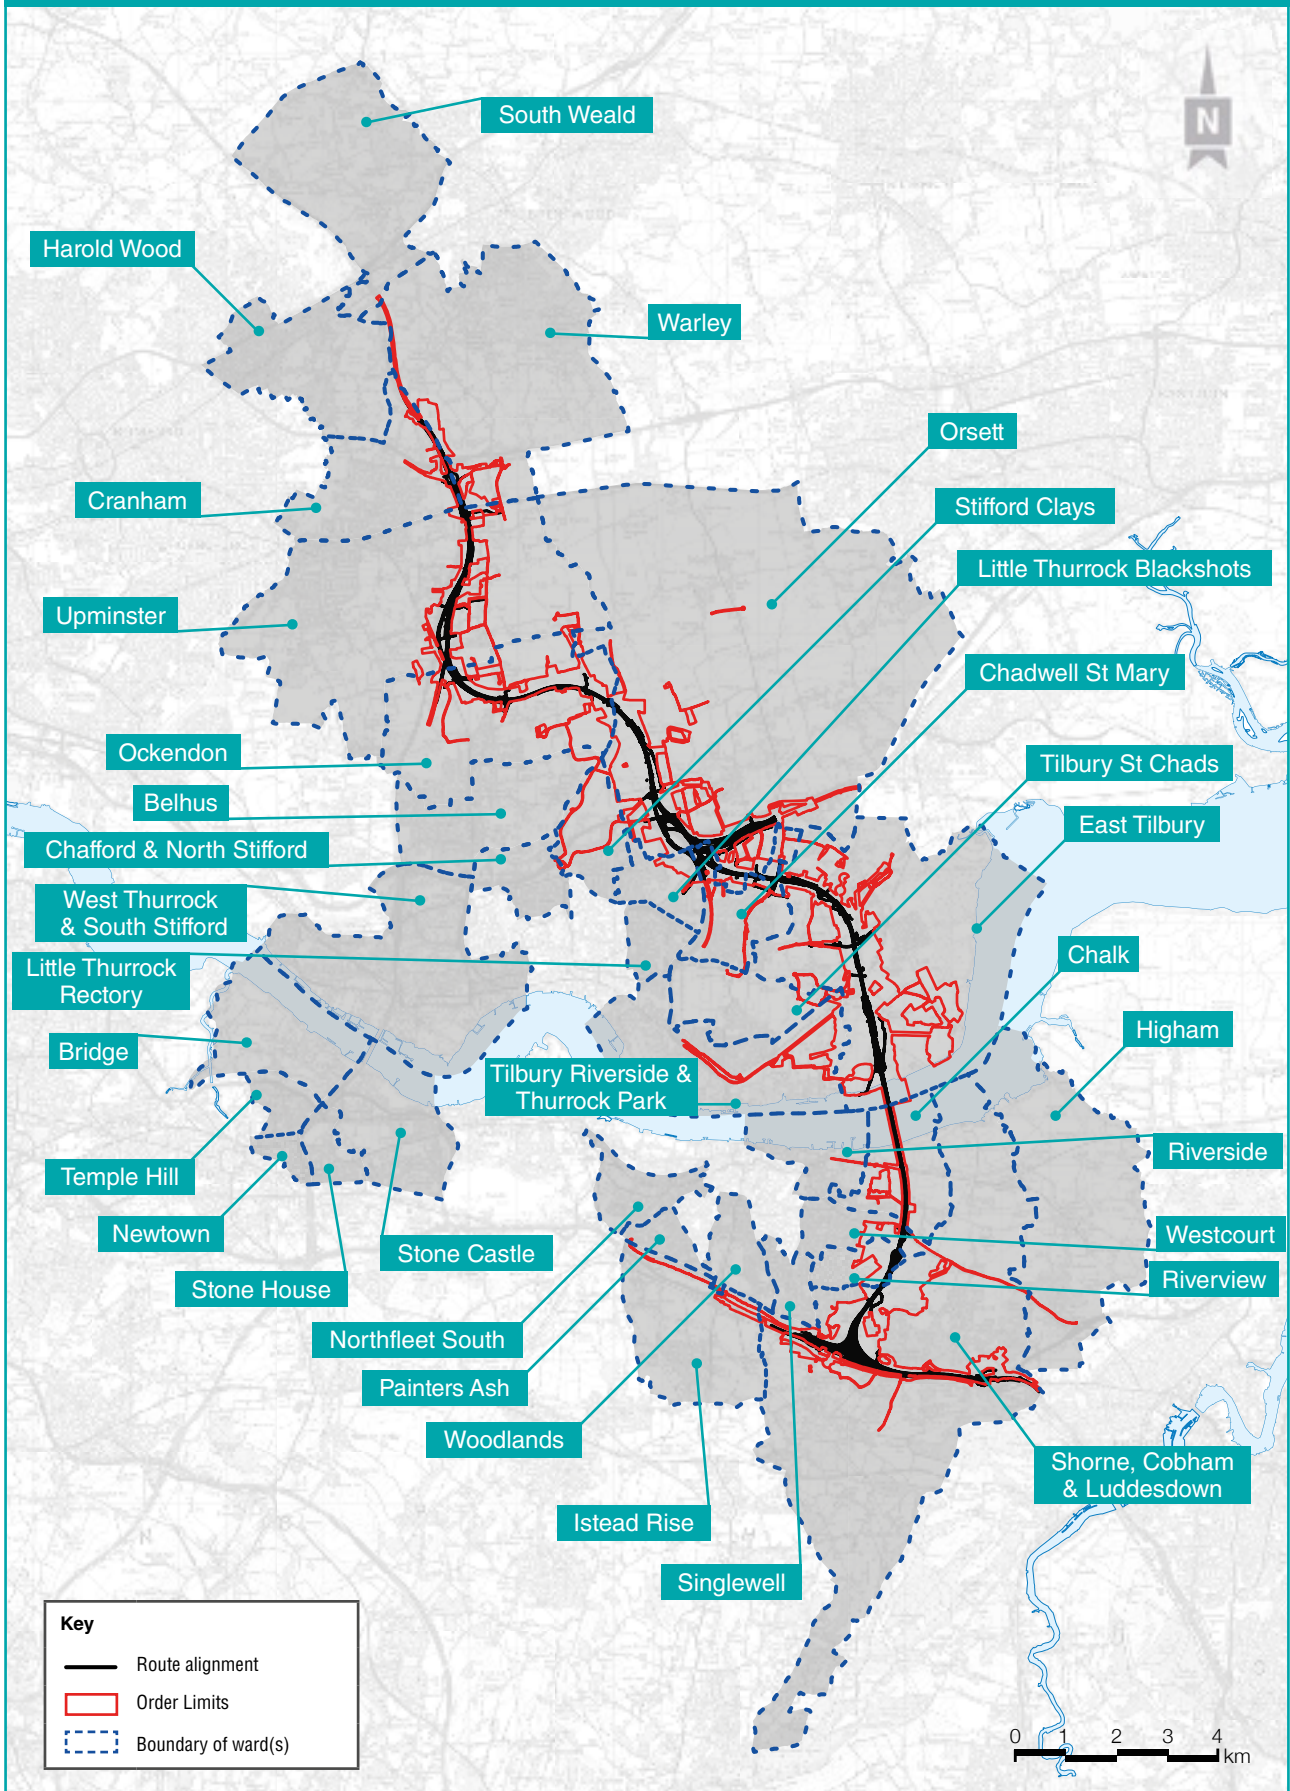 South Weald
N
Harold Wood
Warley
Orsett
Cranham
Stifford Clays
Little Thurrock Blackshots
Upminster
Chadwell St Mary
Ockendon
Tilbury St Chads
Belhus
East Tilbury
Chafford & North Stifford
West Thurrock
& South Stifford
Chalk
Little Thurrock
Rectory
Higham
Bridge
Tilbury Riverside &
Thurrock Park
Riverside
Temple Hill
Newtown
Westcourt
Stone Castle
Riverview
Stone House
Northfleet South
Painters Ash
Woodlands
Shorne, Cobham
& Luddesdown
Istead Rise
Singlewell
Key
Route alignment
Order Limits
Boundary of ward(s)
0 1 2 3 4
km